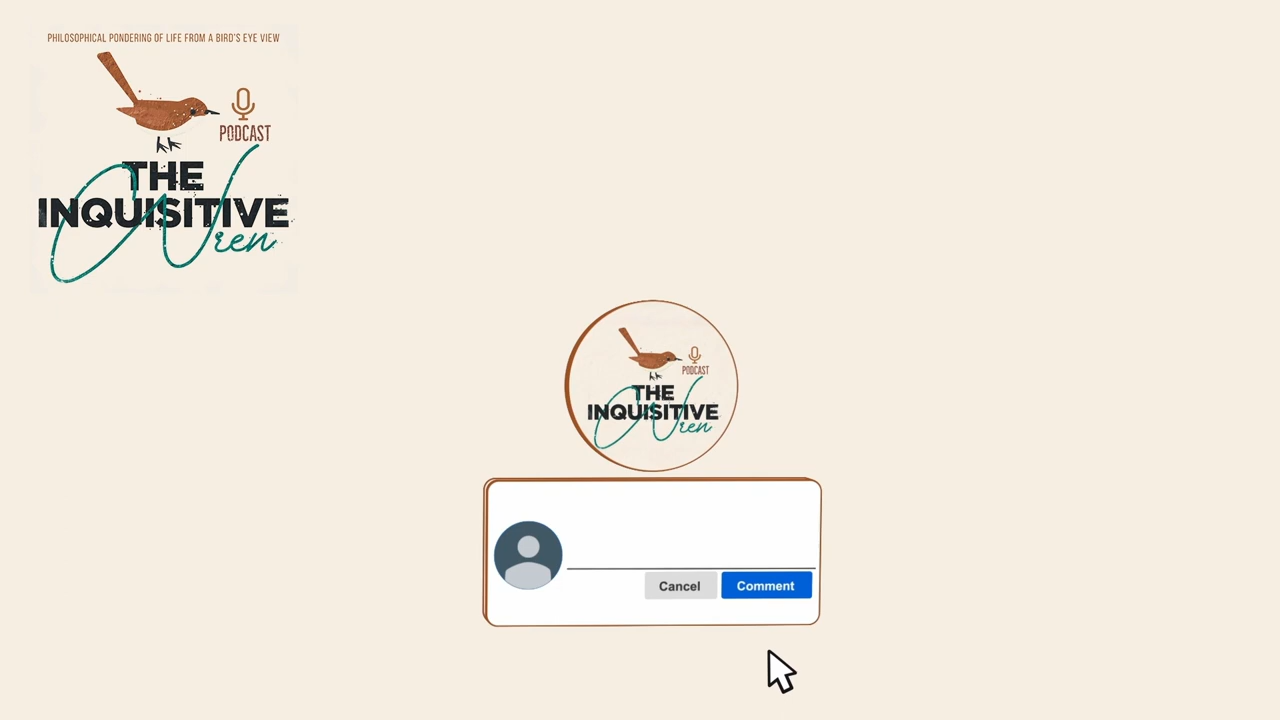 PHILOSOPHICAL PONDERING OF LIFE FROM A BIRD'S EYE VIEW
PODCAST
THE
INQUISITIVE
Wren
PODCAST
THE
INQUISITIVE
Wren
Cancel
Comment